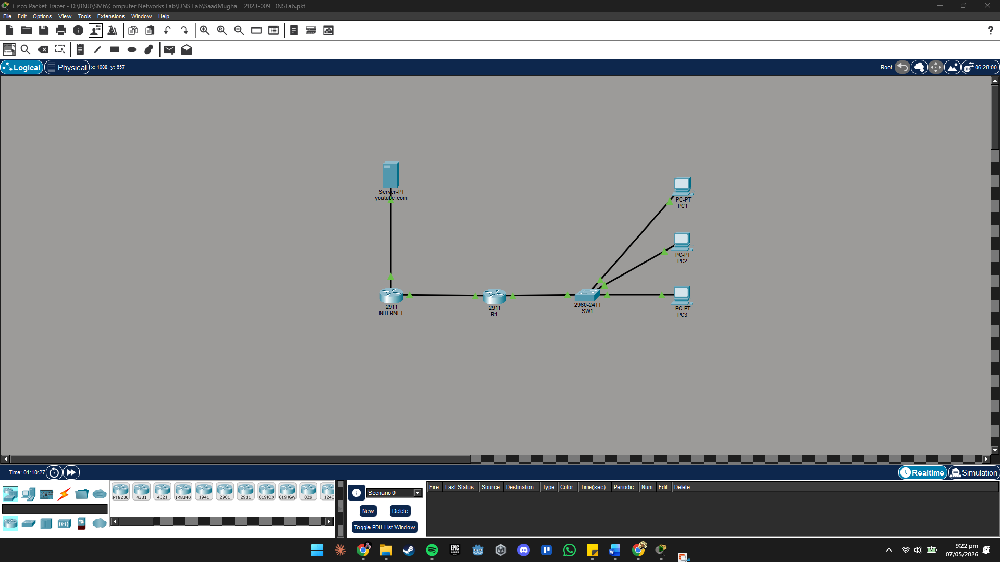 Cisco Packet Tracer - D:\BNU\SM6\Computer Networks Lab\DNS Lab\SaadMughal_F2023-009_DNSLab.pkt
File Edit Options View Tools Extensions Window Help
?
Logical Physical x: 1088, y: 657 Root 06:28:00
Server-PT
youtube.com
PC-PT
PC1
PC-PT
PC2
2911
INTERNET
2911
R1
2960-24TT
SW1
PC-PT
PC3
Time: 01:10:27 Realtime Simulation
PT8200 4331 4321 IR8340 1941 2901 2911 819IOX 819HGW 829 1240
Scenario 0
New Delete
Toggle PDU List Window
Fire Last Status Source Destination Type Color Time(sec) Periodic Num Edit Delete
EPIC GAMES
9:22 pm
07/05/2026